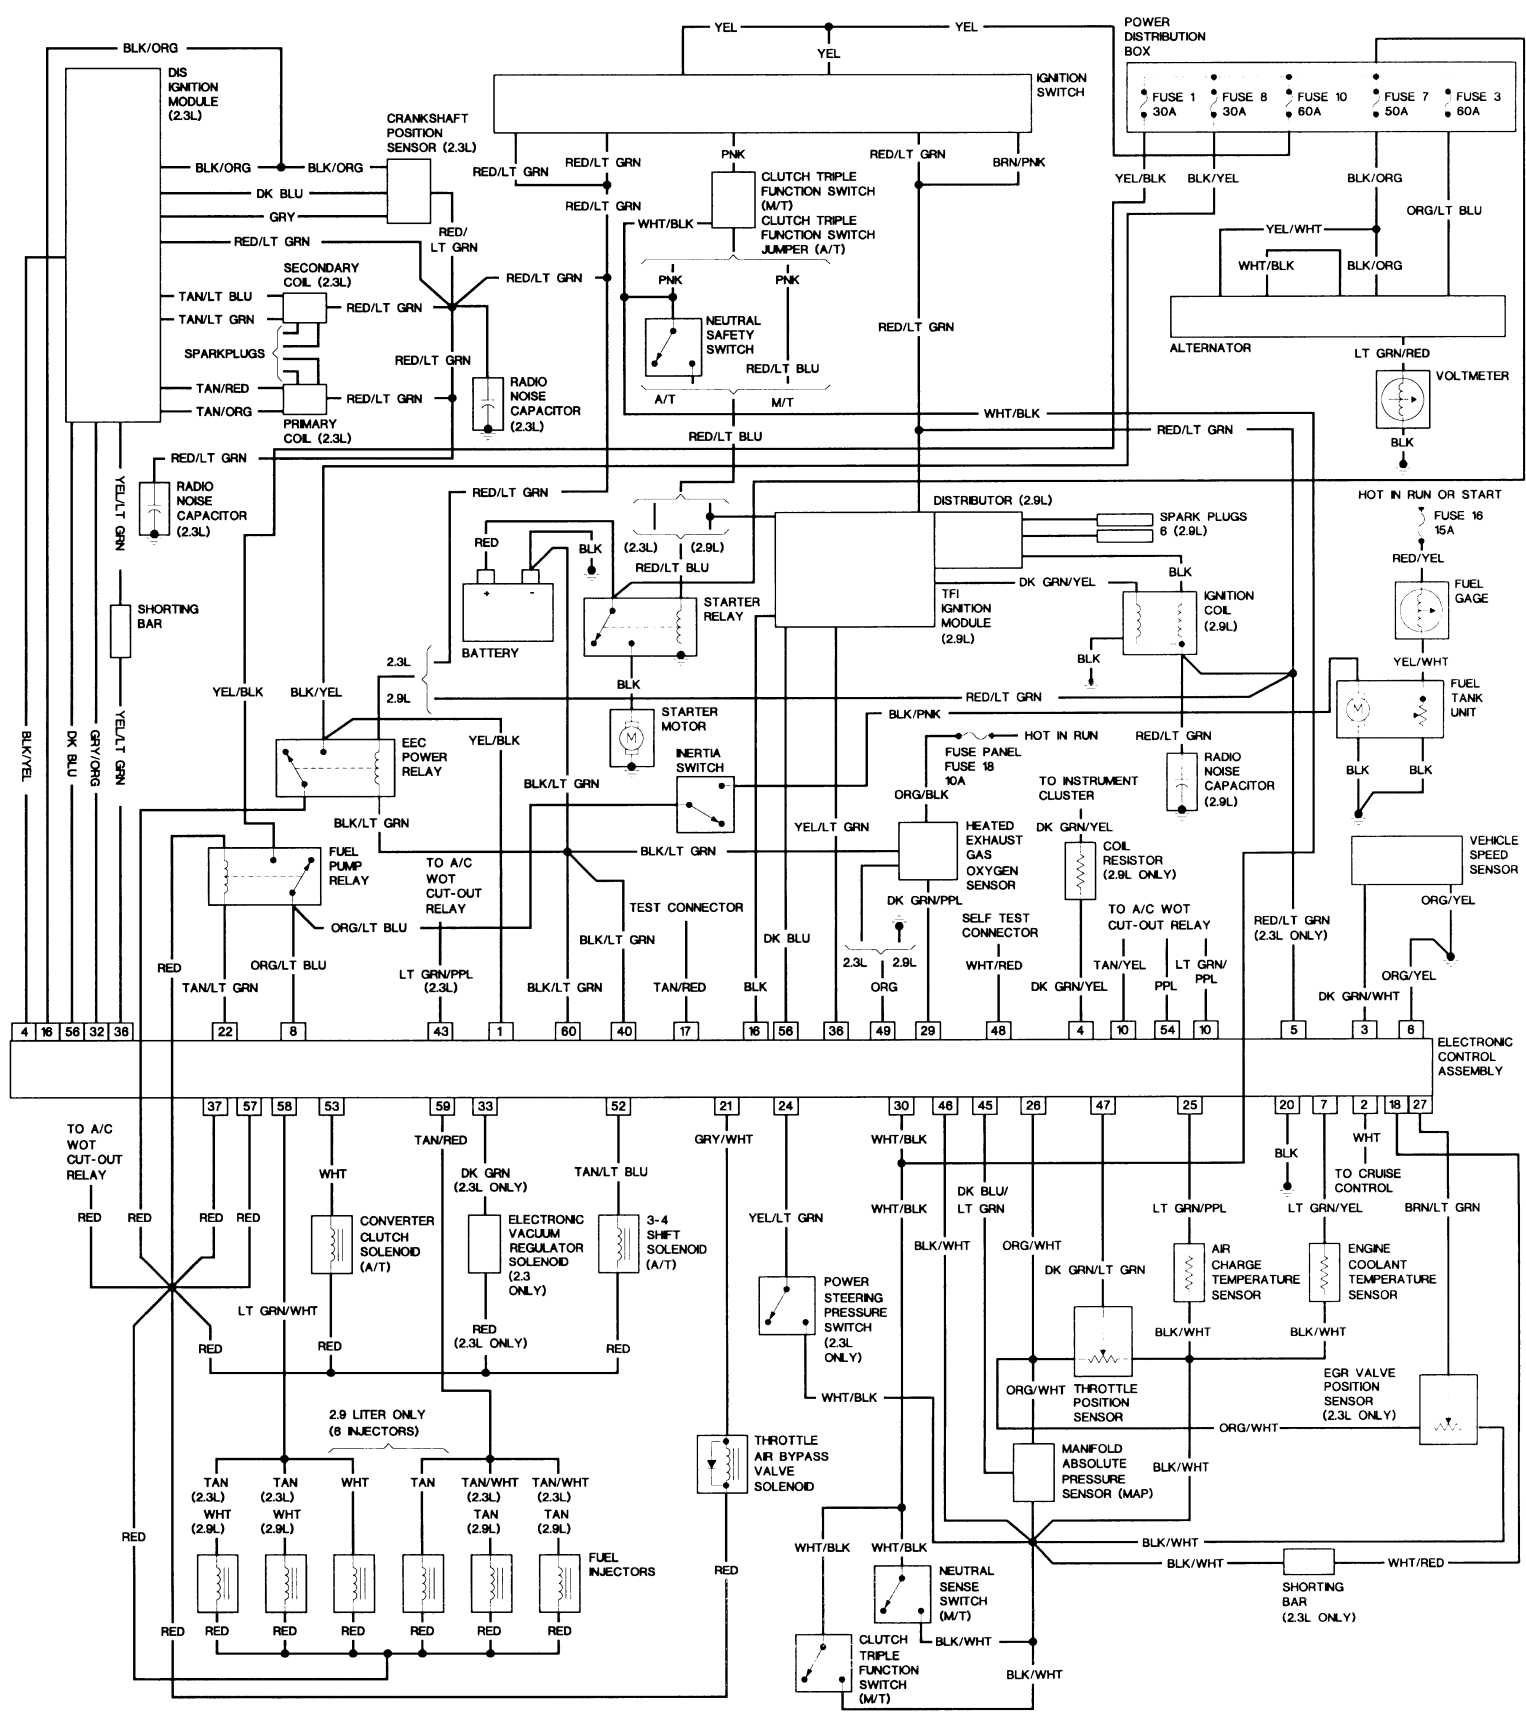 YEL
YEL
YEL
POWER
DISTRIBUTION
BOX
BLK/ORG
DIS
IGNITION
MODULE
(2.3L)
IGNITION
SWITCH
FUSE 1
30A
FUSE 8
30A
FUSE 10
60A
FUSE 7
50A
FUSE 3
60A
CRANKSHAFT
POSITION
SENSOR (2.3L)
BLK/ORG
BLK/ORG
DK BLU
GRY
RED/LT GRN
RED/
LT GRN
RED/LT GRN
RED/LT GRN
RED/LT GRN
PNK
RED/LT GRN
BRN/PNK
CLUTCH TRIPLE
FUNCTION SWITCH
(M/T)
CLUTCH TRIPLE
FUNCTION SWITCH
JUMPER (A/T)
WHT/BLK
YEL/BLK
BLK/YEL
BLK/ORG
ORG/LT BLU
YEL/WHT
WHT/BLK
BLK/ORG
SECONDARY
COIL (2.3L)
TAN/LT BLU
TAN/LT GRN
RED/LT GRN
RED/LT GRN
SPARKPLUGS
RED/LT GRN
TAN/RED
TAN/ORG
RED/LT GRN
PRIMARY
COIL (2.3L)
RADIO
NOISE
CAPACITOR
(2.3L)
PNK
PNK
NEUTRAL
SAFETY
SWITCH
RED/LT BLU
A/T
M/T
RED/LT GRN
ALTERNATOR
LT GRN/RED
VOLTMETER
BLK
WHT/BLK
RED/LT GRN
RED/LT BLU
RED/LT GRN
RADIO
NOISE
CAPACITOR
(2.3L)
YEL/LT GRN
RED/LT GRN
DISTRIBUTOR (2.9L)
HOT IN RUN OR START
FUSE 16
15A
RED/YEL
SPARK PLUGS
6 (2.9L)
RED
BLK
(2.3L)
(2.9L)
RED/LT BLU
BLK
DK GRN/YEL
FUEL
GAGE
SHORTING
BAR
+
-
BATTERY
STARTER
RELAY
TFI
IGNITION
MODULE
(2.9L)
IGNITION
COIL
(2.9L)
BLK
YEL/WHT
2.3L
2.9L
YEL/BLK
BLK/YEL
BLK
RED/LT GRN
FUEL
TANK
UNIT
M
BLK/PNK
STARTER
MOTOR
M
BLK/YEL
DK BLU
GRY/ORG
YEL/LT GRN
EEC
POWER
RELAY
YEL/BLK
INERTIA
SWITCH
HOT IN RUN
FUSE PANEL
FUSE 18
10A
RED/LT GRN
TO INSTRUMENT
CLUSTER
RADIO
NOISE
CAPACITOR
(2.9L)
BLK
BLK
BLK/LT GRN
ORG/BLK
BLK/LT GRN
YEL/LT GRN
HEATED
EXHAUST
GAS
OXYGEN
SENSOR
DK GRN/YEL
COIL
RESISTOR
(2.9L ONLY)
VEHICLE
SPEED
SENSOR
FUEL
PUMP
RELAY
TO A/C
WOT
CUT-OUT
RELAY
BLK/LT GRN
DK GRN/PPL
ORG/YEL
TEST CONNECTOR
SELF TEST
CONNECTOR
TO A/C WOT
CUT-OUT RELAY
RED/LT GRN
(2.3L ONLY)
ORG/LT BLU
BLK/LT GRN
DK BLU
2.3L
2.9L
RED
ORG/LT BLU
LT GRN/PPL
(2.3L)
TAN/LT GRN
BLK/LT GRN
TAN/RED
BLK
ORG
WHT/RED
DK GRN/YEL
TAN/YEL
PPL
LT GRN/
PPL
DK GRN/WHT
ORG/YEL
4 16 56 32 36 22 8 43 1 60 40 17 16 56 36 49 29 48 4 10 54 10 5 3 6
ELECTRONIC
CONTROL
ASSEMBLY
37 57 58 53 59 33 52 21 24 30 46 45 26 47 25 20 7 2 18 27
TO A/C
WOT
CUT-OUT
RELAY
TAN/RED
GRY/WHT
WHT/BLK
BLK
WHT
WHT
DK GRN
(2.3L ONLY)
TAN/LT BLU
TO CRUISE
CONTROL
DK BLU/
LT GRN
WHT/BLK
LT GRN/PPL
LT GRN/YEL
BRN/LT GRN
RED
RED
RED
RED
CONVERTER
CLUTCH
SOLENOID
(A/T)
ELECTRONIC
VACUUM
REGULATOR
SOLENOID
(2.3
ONLY)
3-4
SHIFT
SOLENOID
(A/T)
YEL/LT GRN
BLK/WHT
ORG/WHT
DK GRN/LT GRN
AIR
CHARGE
TEMPERATURE
SENSOR
ENGINE
COOLANT
TEMPERATURE
SENSOR
POWER
STEERING
PRESSURE
SWITCH
(2.3L
ONLY)
LT GRN/WHT
RED
RED
RED
(2.3L ONLY)
RED
BLK/WHT
BLK/WHT
WHT/BLK
ORG/WHT
THROTTLE
POSITION
SENSOR
EGR VALVE
POSITION
SENSOR
(2.3L ONLY)
ORG/WHT
2.9 LITER ONLY
(6 INJECTORS)
THROTTLE
AIR BYPASS
VALVE
SOLENOID
MANIFOLD
ABSOLUTE
PRESSURE
SENSOR (MAP)
BLK/WHT
TAN
(2.3L)
WHT
(2.9L)
TAN
(2.3L)
WHT
(2.9L)
WHT
TAN
TAN/WHT
(2.3L)
TAN
(2.9L)
TAN/WHT
(2.3L)
TAN
(2.9L)
RED
FUEL
INJECTORS
RED
WHT/BLK
WHT/BLK
BLK/WHT
BLK/WHT
WHT/RED
NEUTRAL
SENSE
SWITCH
(M/T)
SHORTING
BAR
(2.3L ONLY)
RED
RED
RED
RED
RED
RED
RED
BLK/WHT
CLUTCH
TRIPLE
FUNCTION
SWITCH
(M/T)
BLK/WHT